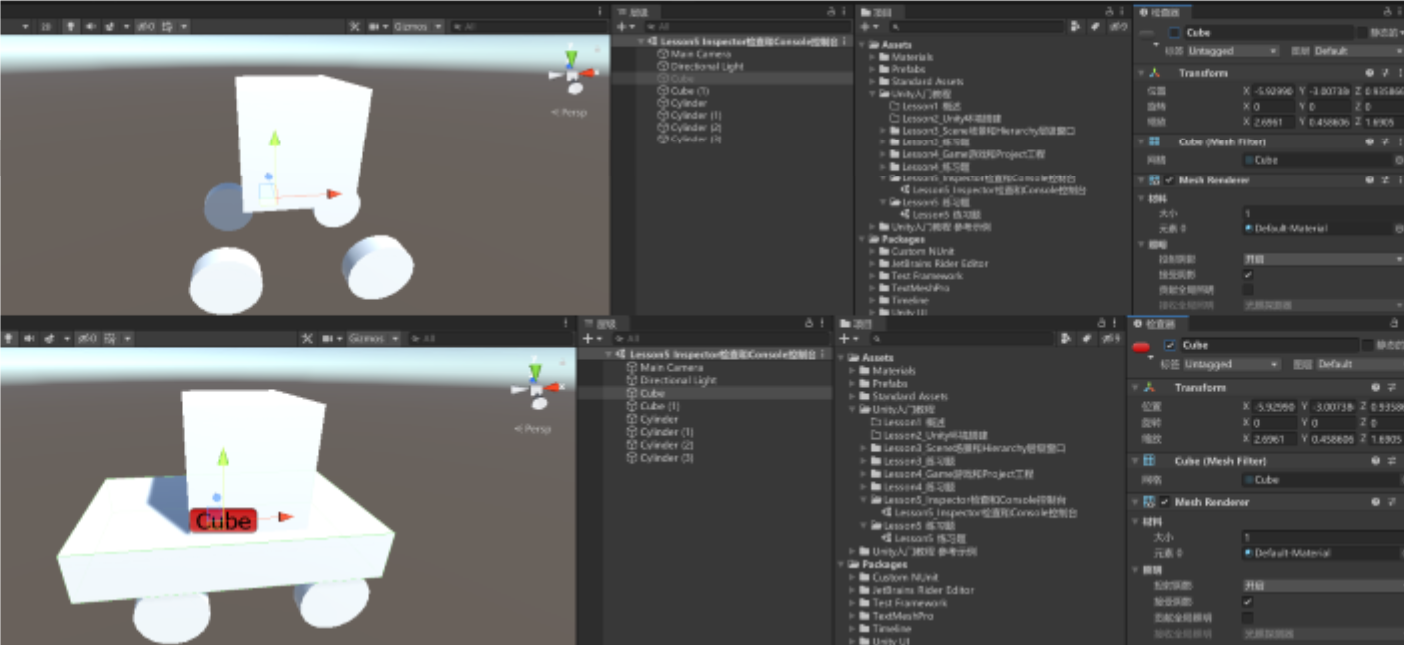 Gizmos
All
层级
All
项目
检查器
Lesson5 Inspector检查和Console控制台
Main Camera
Directional Light
Cube
Cube (1)
Cylinder
Cylinder (1)
Cylinder (2)
Cylinder (3)
Persp
Assets
Materials
Prefabs
Standard Assets
Unity入门教程
Lesson1 概述
Lesson2_Unity环境搭建
Lesson3_Scene场景和Hierarchy层级窗口
Lesson3_练习题
Lesson4_Game游戏和Project工程
Lesson4_练习题
Lesson5_Inspector检查和Console控制台
Lesson5_Inspector检查和Console控制台
Lesson5 练习题
Lesson5 练习题
Unity入门教程 参考示例
Packages
Custom NUnit
JetBrains Rider Editor
Test Framework
TextMeshPro
Timeline
Unity UI
Cube
标签 Untagged 图层 Default
Transform
位置 X -5.92990 Y -3.00738 Z 0.93586
旋转 X 0 Y 0 Z 0
缩放 X 2.6961 Y 0.458606 Z 1.6905
Cube (Mesh Filter)
网格 Cube
Mesh Renderer
材料
大小 1
元素 0 Default-Material
照明
投射阴影 开启
接受阴影
贡献全局照明
接收全局照明 光照探测器
Gizmos
All
层级
All
项目
检查器
Lesson5 Inspector检查和Console控制台
Main Camera
Directional Light
Cube
Cube (1)
Cylinder
Cylinder (1)
Cylinder (2)
Cylinder (3)
Persp
Cube
Assets
Materials
Prefabs
Standard Assets
Unity入门教程
Lesson1 概述
Lesson2_Unity环境搭建
Lesson3_Scene场景和Hierarchy层级窗口
Lesson3_练习题
Lesson4_Game游戏和Project工程
Lesson4_练习题
Lesson5_Inspector检查和Console控制台
Lesson5_Inspector检查和Console控制台
Lesson5 练习题
Lesson5 练习题
Unity入门教程 参考示例
Packages
Custom NUnit
JetBrains Rider Editor
Test Framework
TextMeshPro
Timeline
Unity UI
Cube
标签 Untagged 图层 Default
Transform
位置 X -5.92990 Y -3.00738 Z 0.93586
旋转 X 0 Y 0 Z 0
缩放 X 2.6961 Y 0.458606 Z 1.6905
Cube (Mesh Filter)
网格 Cube
Mesh Renderer
材料
大小 1
元素 0 Default-Material
照明
投射阴影 开启
接受阴影
贡献全局照明
接收全局照明 光照探测器